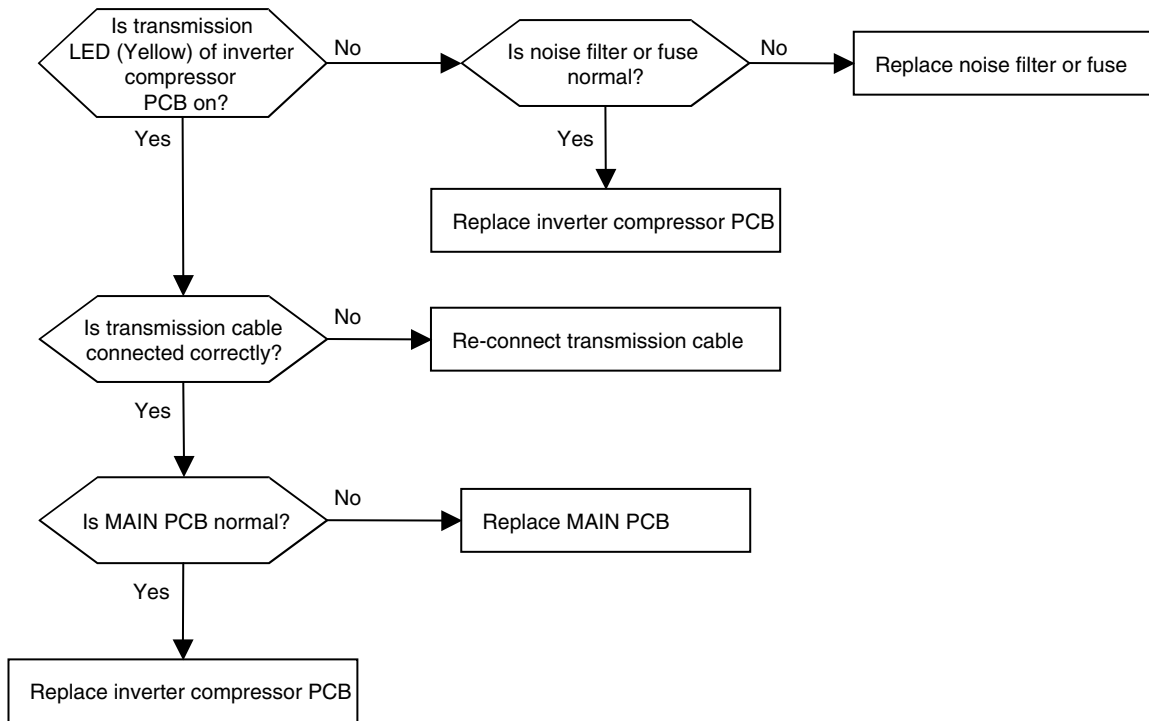 Is transmission
LED (Yellow) of inverter
compressor
PCB on?
No
Is noise filter or fuse
normal?
No
Replace noise filter or fuse
Yes
Yes
Replace inverter compressor PCB
Is transmission cable
connected correctly?
No
Re-connect transmission cable
Yes
Is MAIN PCB normal?
No
Replace MAIN PCB
Yes
Replace inverter compressor PCB